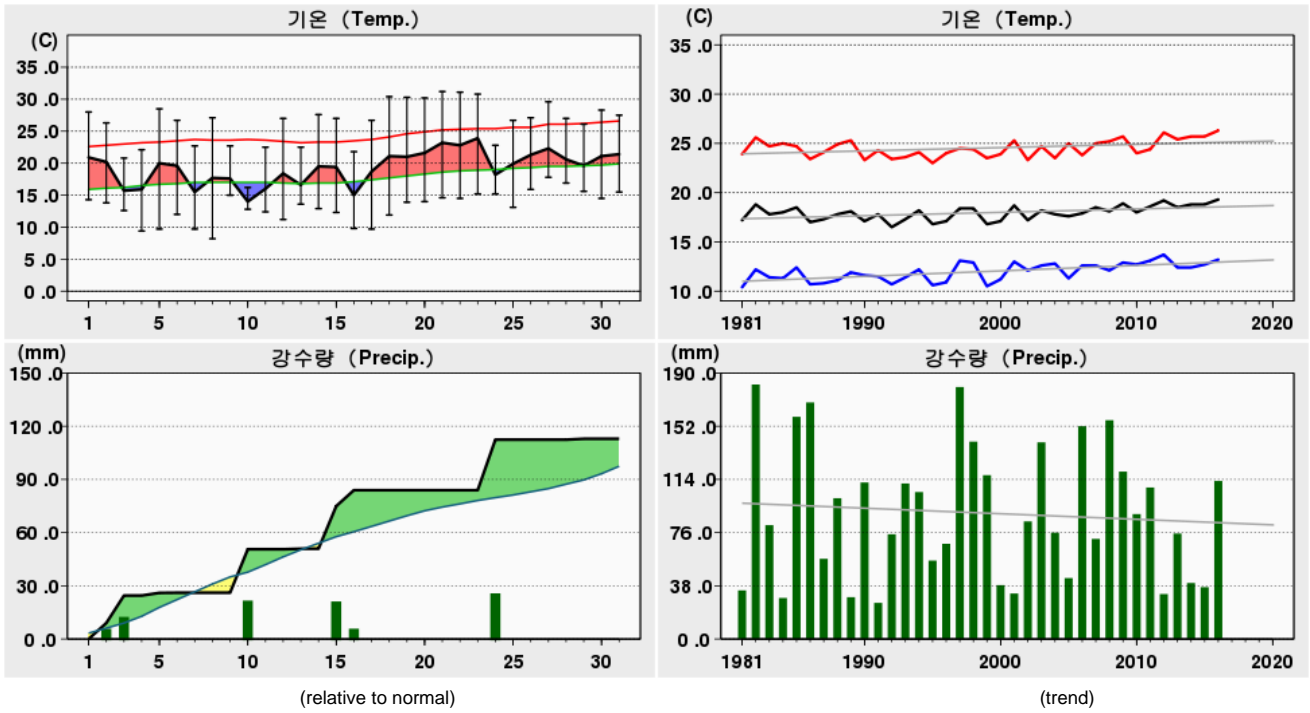 기온 (Temp.)
(C)
35 .0
30 .0
25 .0
20 .0
15 .0
10 .0
5 .0
0 .0
1 5 10 15 20 25 30
기온 (Temp.)
(C)
35 .0
30 .0
25 .0
20 .0
15 .0
10 .0
1981 1990 2000 2010 2020
강수량 (Precip.)
(mm)
150 .0
120 .0
90 .0
60 .0
30 .0
0 .0
1 5 10 15 20 25 30
(relative to normal)
강수량 (Precip.)
(mm)
190 .0
152 .0
114 .0
76 .0
38 .0
0 .0
1981 1990 2000 2010 2020
(trend)